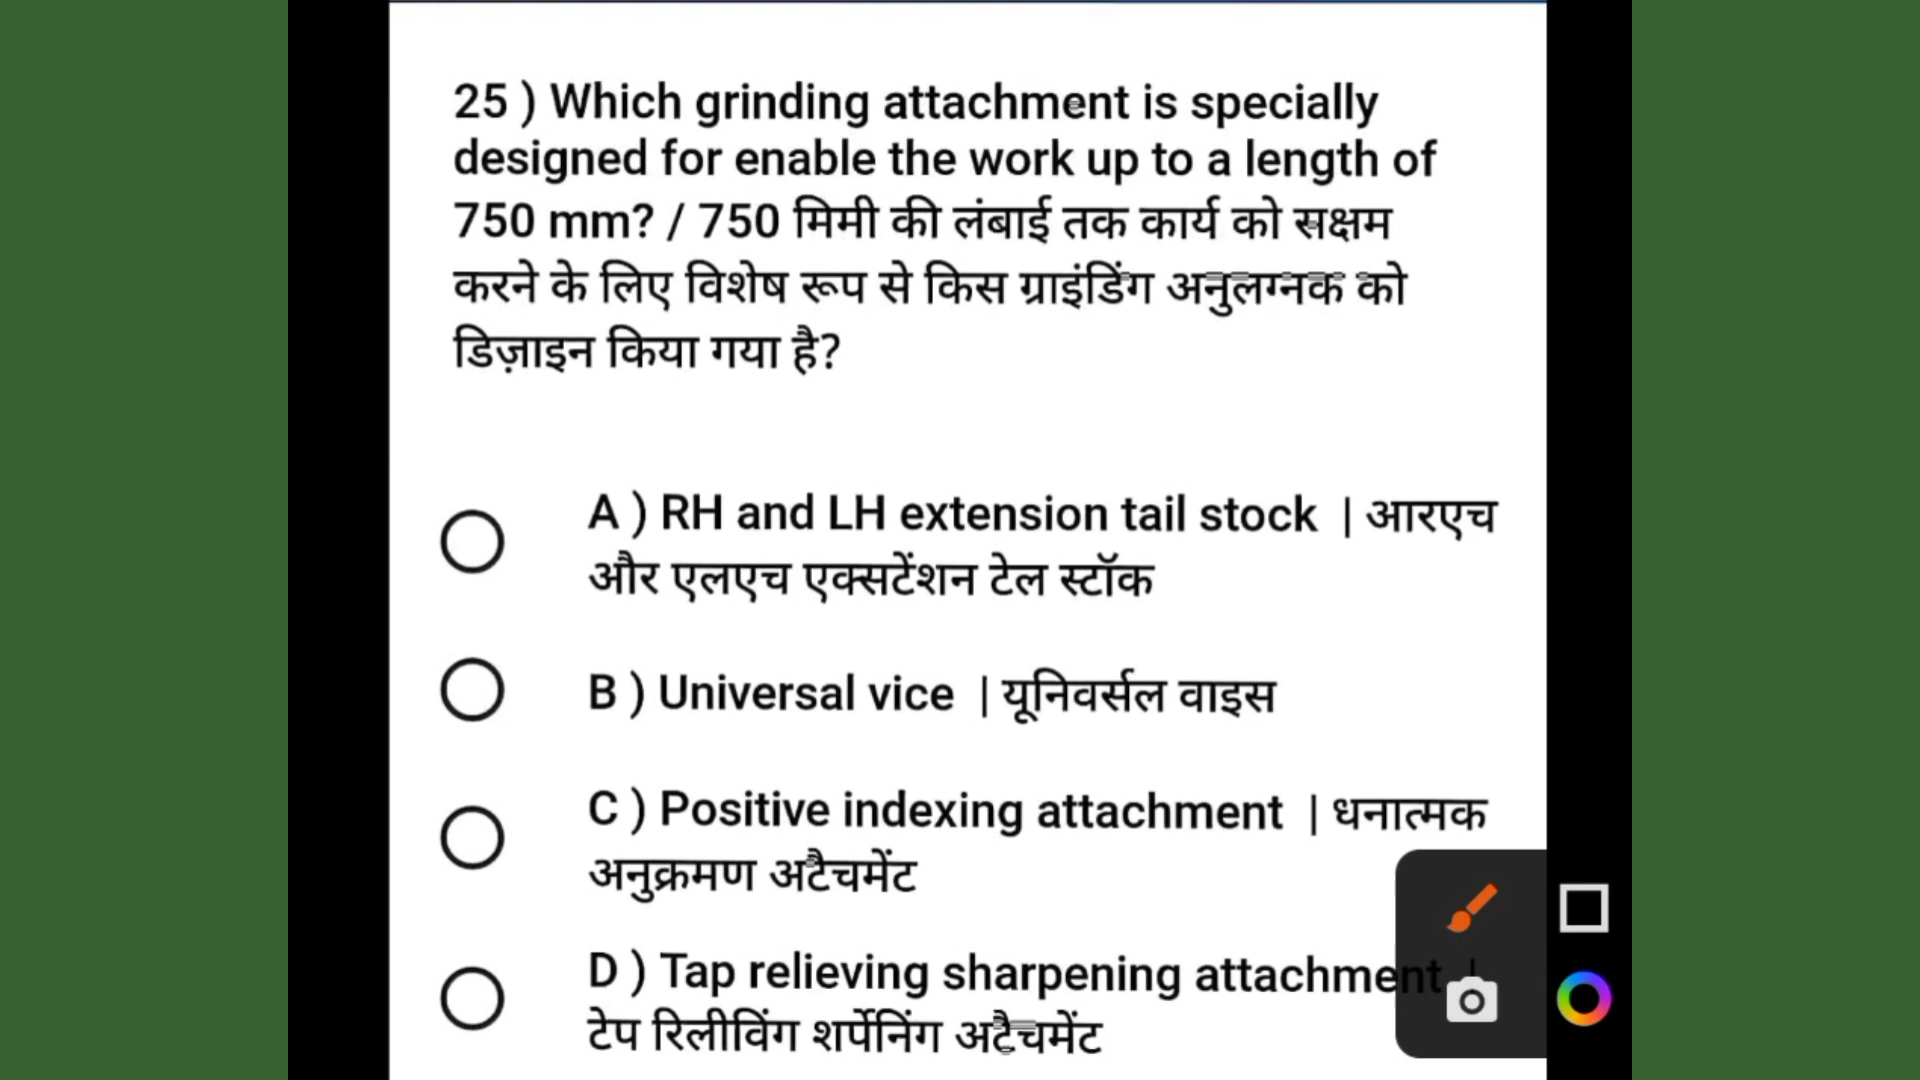 25 ) Which grinding attachment is specially
designed for enable the work up to a length of
750 mm? / 750 मिमी की लंबाई तक कार्य को सक्षम
करने के लिए विशेष रूप से किस ग्राइंडिंग अनुलग्नक को
डिज़ाइन किया गया है?
A ) RH and LH extension tail stock | आरएच
और एलएच एक्सटेंशन टेल स्टॉक
B ) Universal vice | यूनिवर्सल वाइस
C ) Positive indexing attachment | धनात्मक
अनुक्रमण अटैचमेंट
D ) Tap relieving sharpening attachment |
टेप रिलीविंग शर्पेनिंग अटैचमेंट